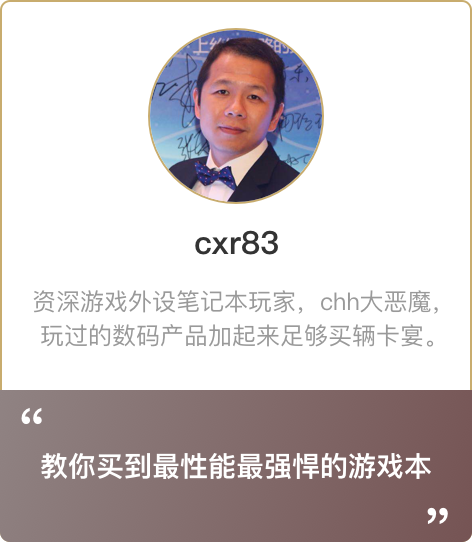 cxr83
资深游戏外设笔记本玩家，chh大恶魔，
玩过的数码产品加起来足够买辆卡宴。
“
教你买到最性能最强悍的游戏本
”